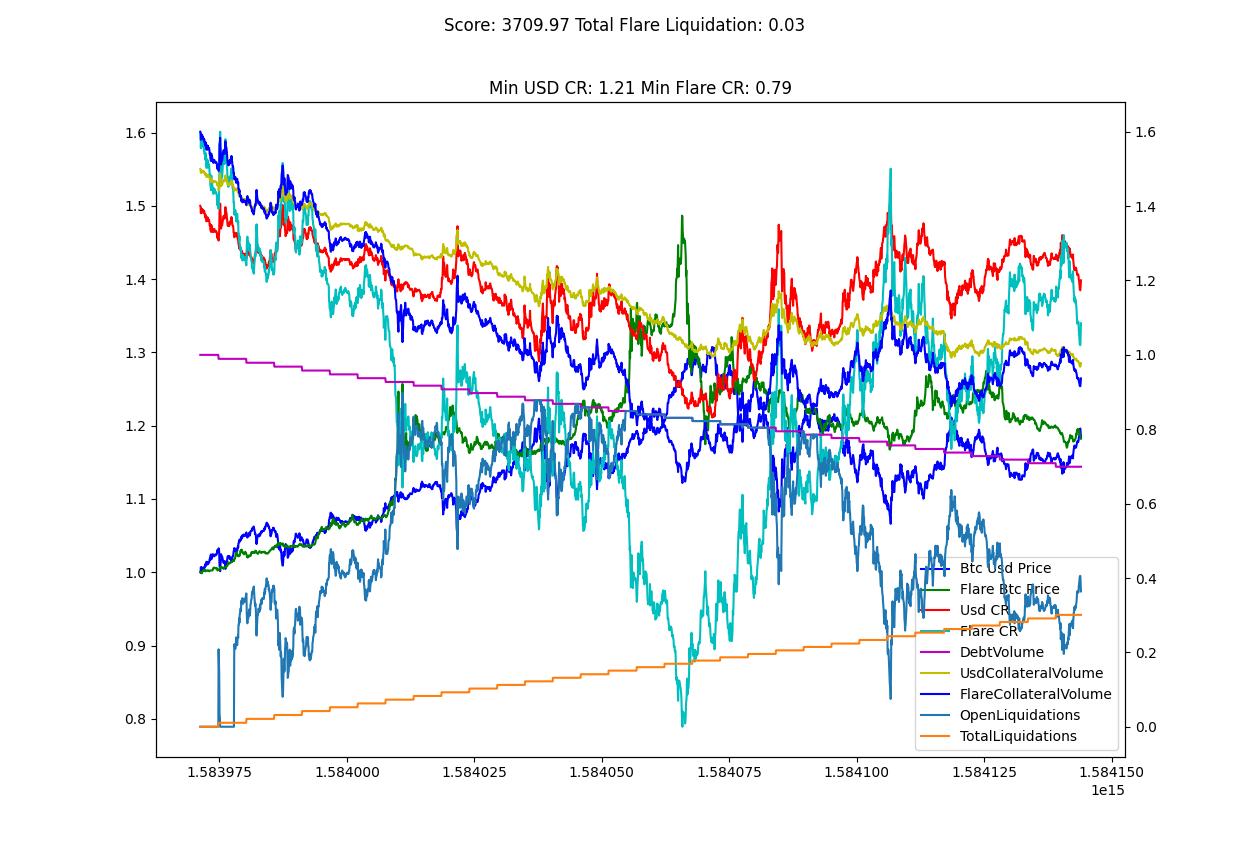 Score: 3709.97 Total Flare Liquidation: 0.03
Min USD CR: 1.21 Min Flare CR: 0.79
1.6
1.5
1.4
1.3
1.2
1.1
1.0
0.9
0.8
1.6
1.4
1.2
1.0
0.8
0.6
0.4
0.2
0.0
Btc Usd Price
Flare Btc Price
Usd CR
Flare CR
DebtVolume
UsdCollateralVolume
FlareCollateralVolume
OpenLiquidations
TotalLiquidations
1.583975 1.584000 1.584025 1.584050 1.584075 1.584100 1.584125 1.584150
1e15